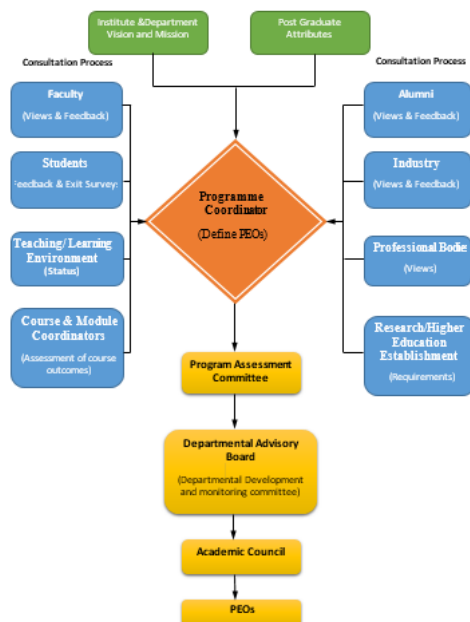 Institute &Department
Vision and Mission
Post Graduate
Attributes
Consultation Process
Consultation Process
Faculty
(Views & Feedback)
Students
Feedback & Exit Survey:
Teaching/ Learning
Environment
(Status)
Course & Module
Coordinators
(Assessment of course
outcomes)
Programme
Coordinator
(Define PEOs)
Alumni
(Views & Feedback)
Industry
(Views & Feedback)
Professional Bodie
(Views)
Research/Higher
Education
Establishment
(Requirements)
Program Assessment
Committee
Departmental Advisory
Board
(Departmental Development
and monitoring committee)
Academic Council
PEOs